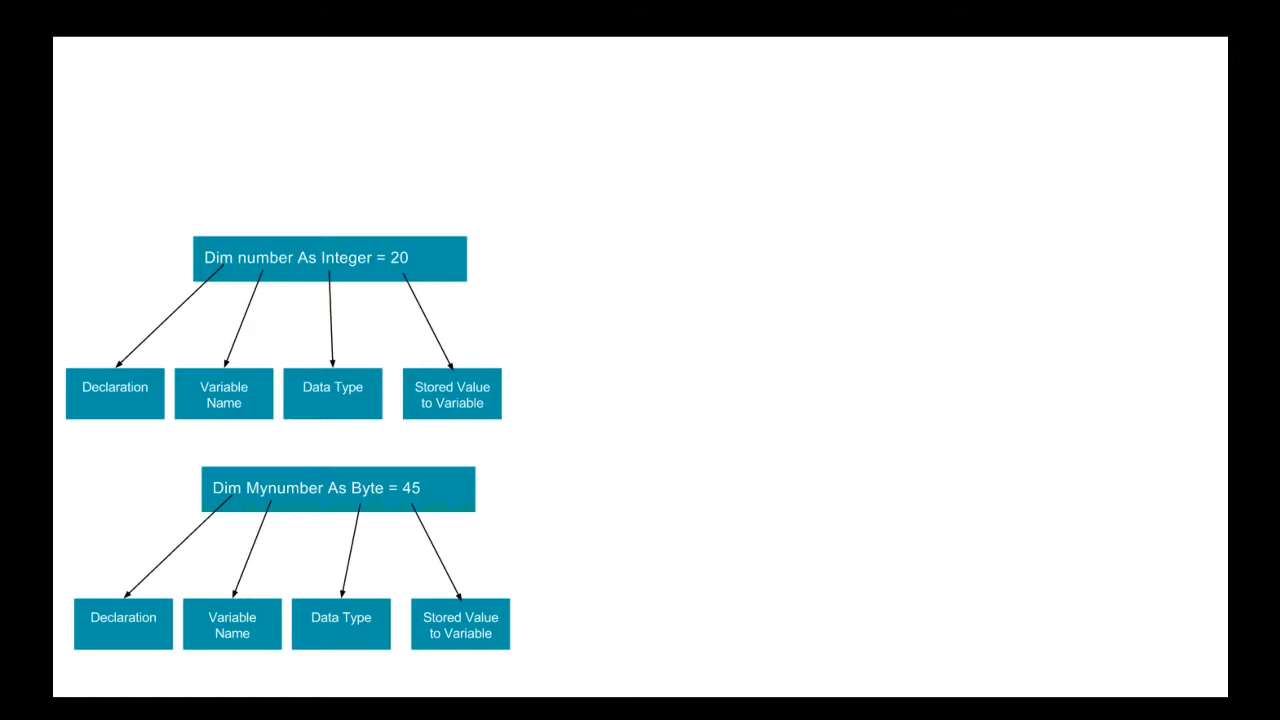 Dim number As Integer = 20
Declaration
Variable
Name
Data Type
Stored Value
to Variable
Dim Mynumber As Byte = 45
Declaration
Variable
Name
Data Type
Stored Value
to Variable